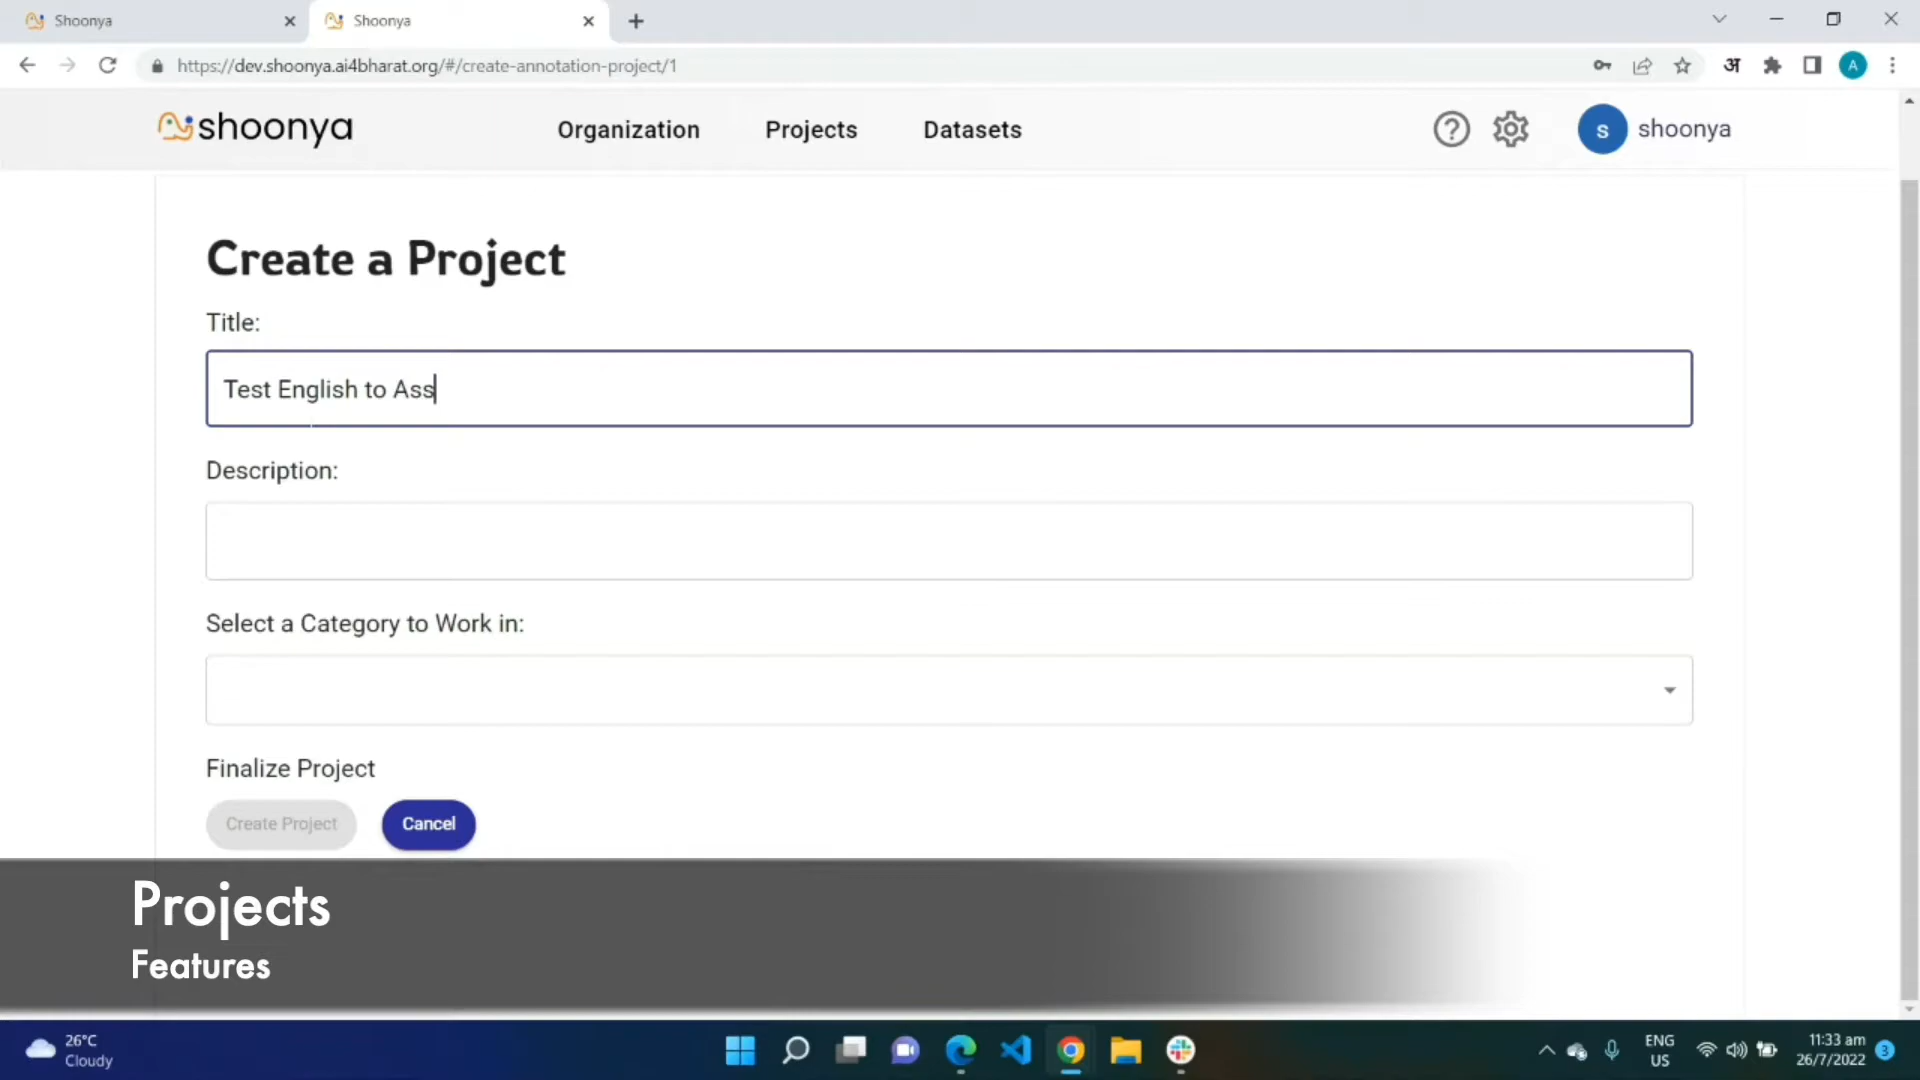 Shoonya
Shoonya
https://dev.shoonya.ai4bharat.org/#/create-annotation-project/1
अ
A
shoonya
Organization
Projects
Datasets
s
shoonya
Create a Project
Title:
Test English to Ass
Description:
Select a Category to Work in:
Finalize Project
Create Project
Cancel
Projects
Features
26°C
Cloudy
ENG
US
11:33 am
26/7/2022
3